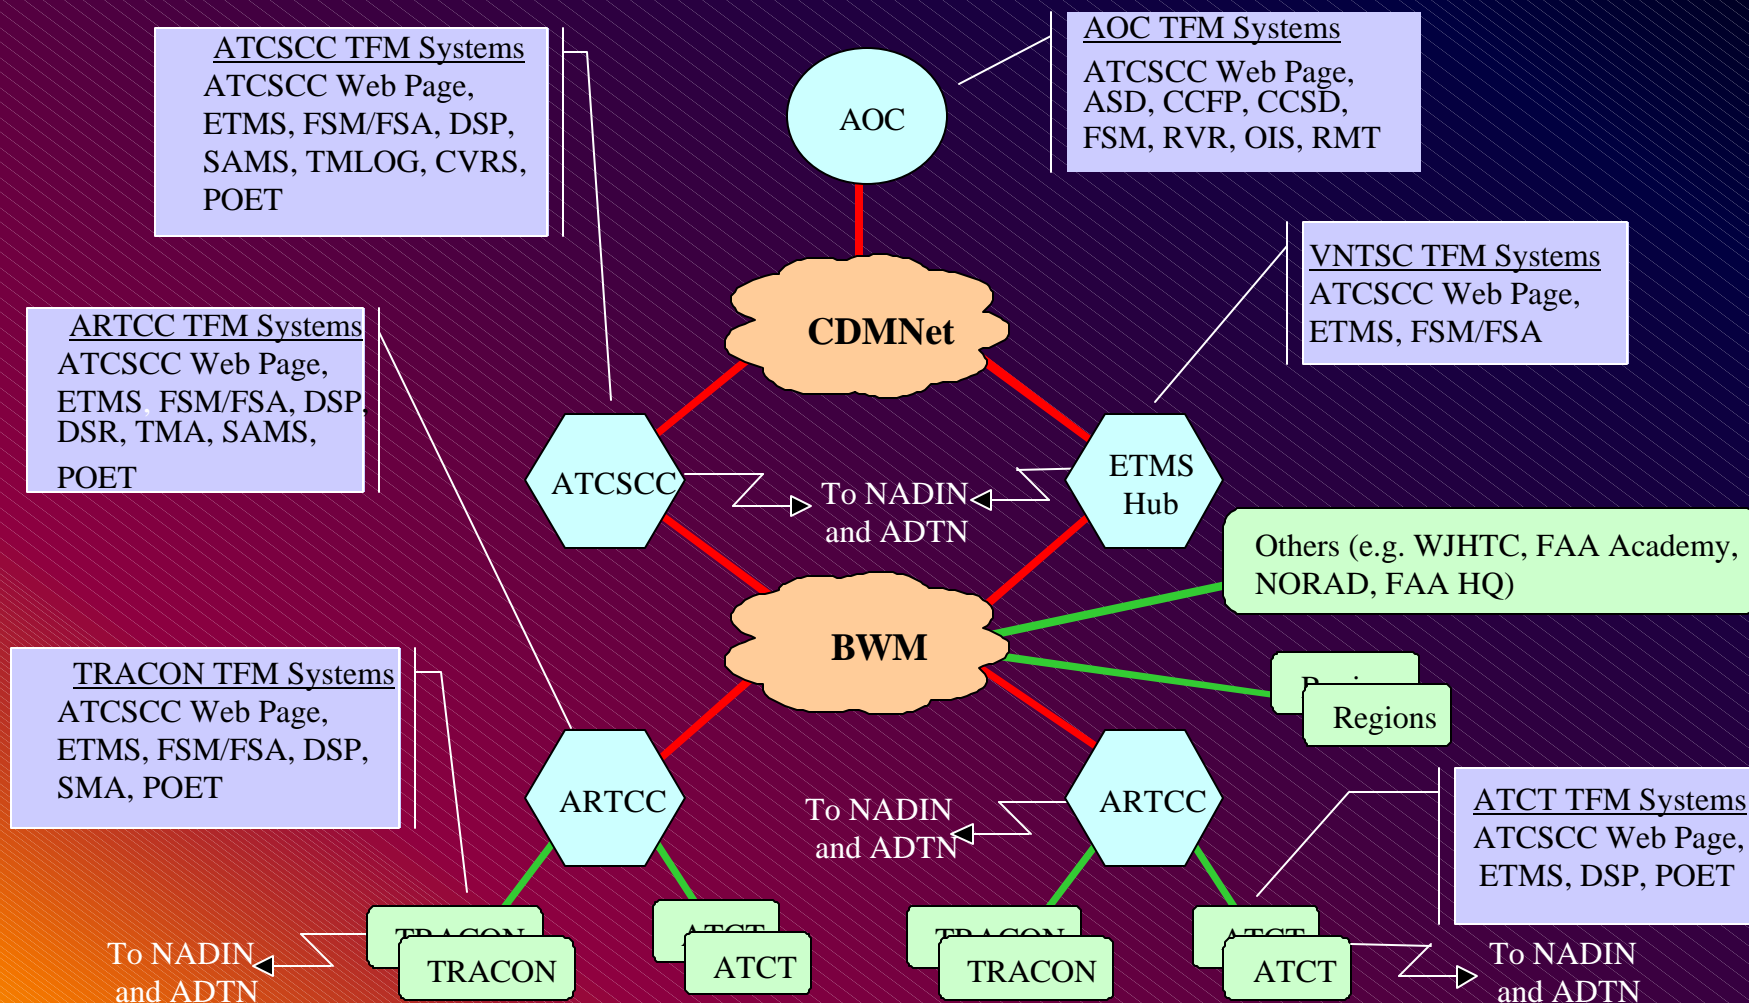 ATCSCC TFM Systems
ATCSCC Web Page,
ETMS, FSM/FSA, DSP,
SAMS, TMLOG, CVRS,
POET
AOC
AOC TFM Systems
ATCSCC Web Page,
ASD, CCFP, CCSD,
FSM, RVR, OIS, RMT
VNTSC TFM Systems
ATCSCC Web Page,
ETMS, FSM/FSA
CDMNet
ARTCC TFM Systems
ATCSCC Web Page,
ETMS, FSM/FSA, DSP,
DSR, TMA, SAMS,
POET
ATCSCC
To NADIN
and ADTN
ETMS
Hub
Others (e.g. WJHTC, FAA Academy,
NORAD, FAA HQ)
BWM
Regions
Regions
TRACON TFM Systems
ATCSCC Web Page,
ETMS, FSM/FSA, DSP,
SMA, POET
ARTCC
To NADIN
and ADTN
ARTCC
ATCT TFM Systems
ATCSCC Web Page,
ETMS, DSP, POET
To NADIN
and ADTN
TRACON
TRACON
ATCT
ATCT
TRACON
TRACON
ATCT
ATCT
To NADIN
and ADTN